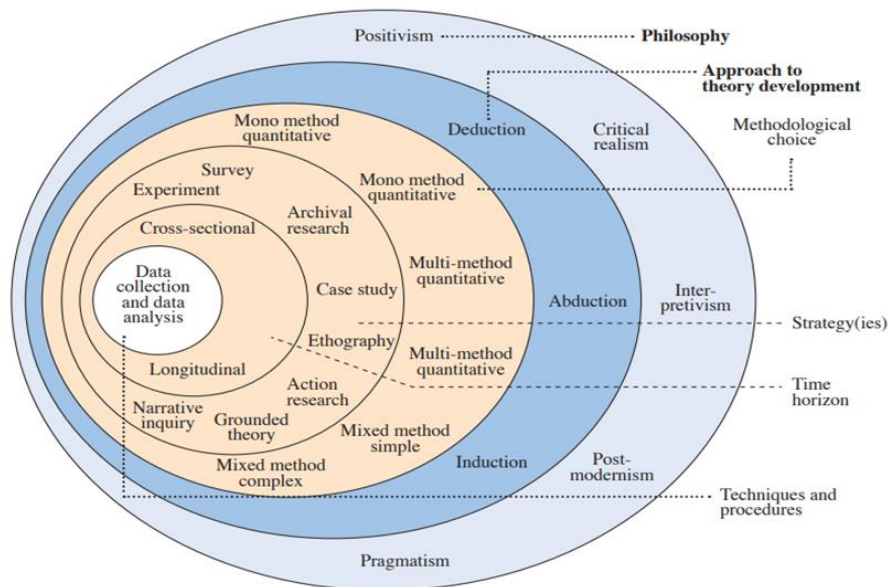 Positivism
Philosophy
Approach to
theory development
Mono method
quantitative
Deduction
Critical
realism
Methodological
choice
Survey
Experiment
Mono method
quantitative
Cross-sectional
Archival
research
Data
collection
and data
analysis
Case study
Multi-method
quantitative
Abduction
Inter-
pretivism
Strategy(ies)
Ethography
Multi-method
quantitative
Longitudinal
Time
horizon
Action
research
Narrative
inquiry
Grounded
theory
Mixed method
simple
Mixed method
complex
Induction
Post-
modernism
Techniques and
procedures
Pragmatism